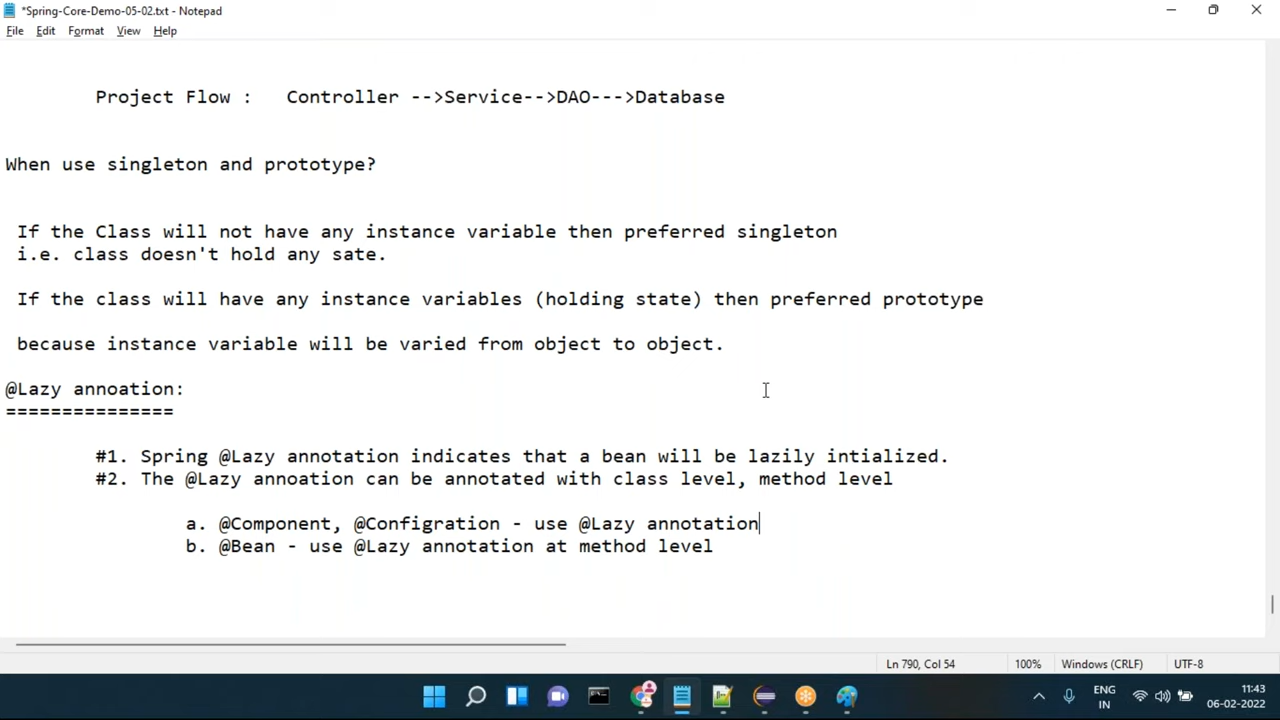 *Spring-Core-Demo-05-02.txt - Notepad
File Edit Format View Help
Project Flow : Controller -->Service-->DAO--->Database
When use singleton and prototype?
If the Class will not have any instance variable then preferred singleton
i.e. class doesn't hold any sate.
If the class will have any instance variables (holding state) then preferred prototype
because instance variable will be varied from object to object.
@Lazy annoation:
===============
#1. Spring @Lazy annotation indicates that a bean will be lazily intialized.
#2. The @Lazy annoation can be annotated with class level, method level
a. @Component, @Configration - use @Lazy annotation
b. @Bean - use @Lazy annotation at method level
Ln 790, Col 54 100% Windows (CRLF) UTF-8
ENG 11:43
IN 06-02-2022